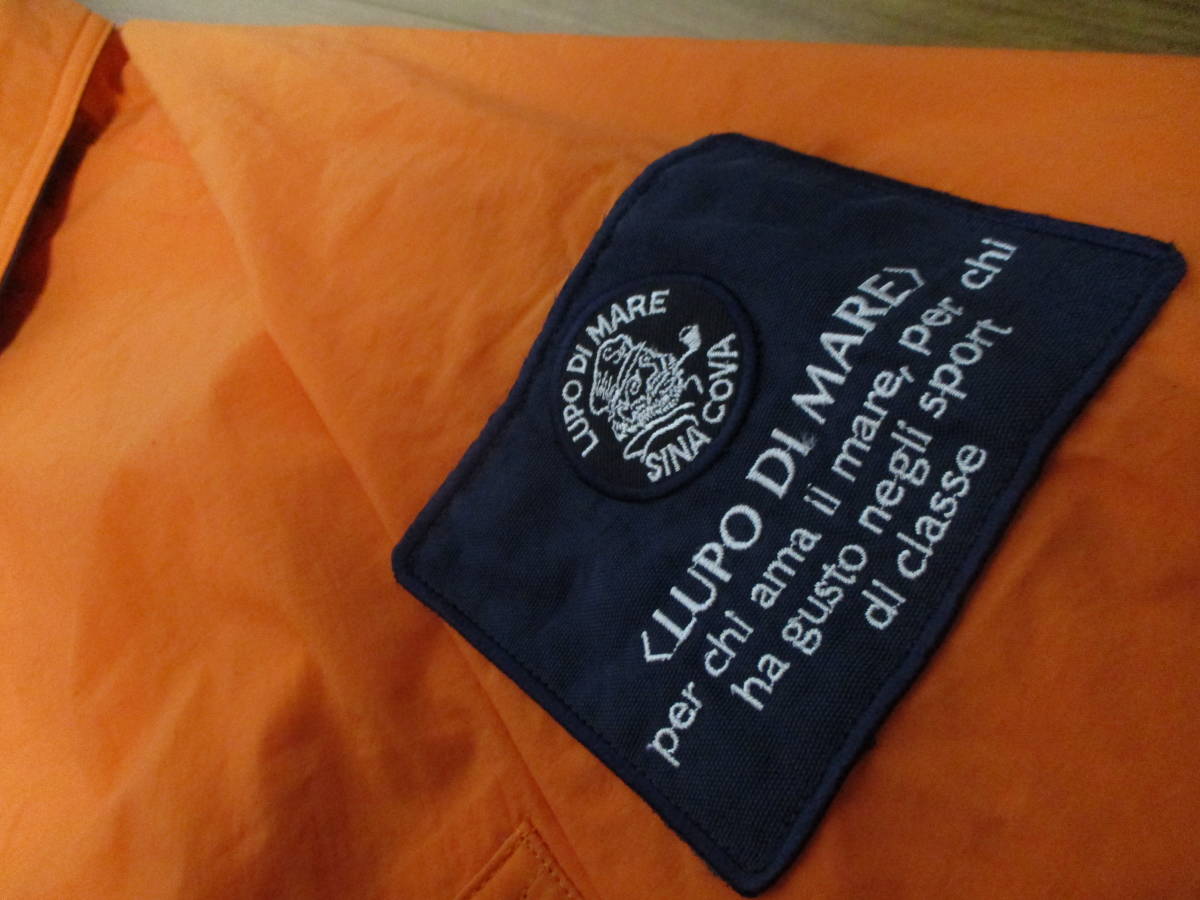 LUPO DI MARE
S
SINA COVA
<LUPO DI MARE>
per chi ama il mare, per chi
ha gusto negli sport
di classe